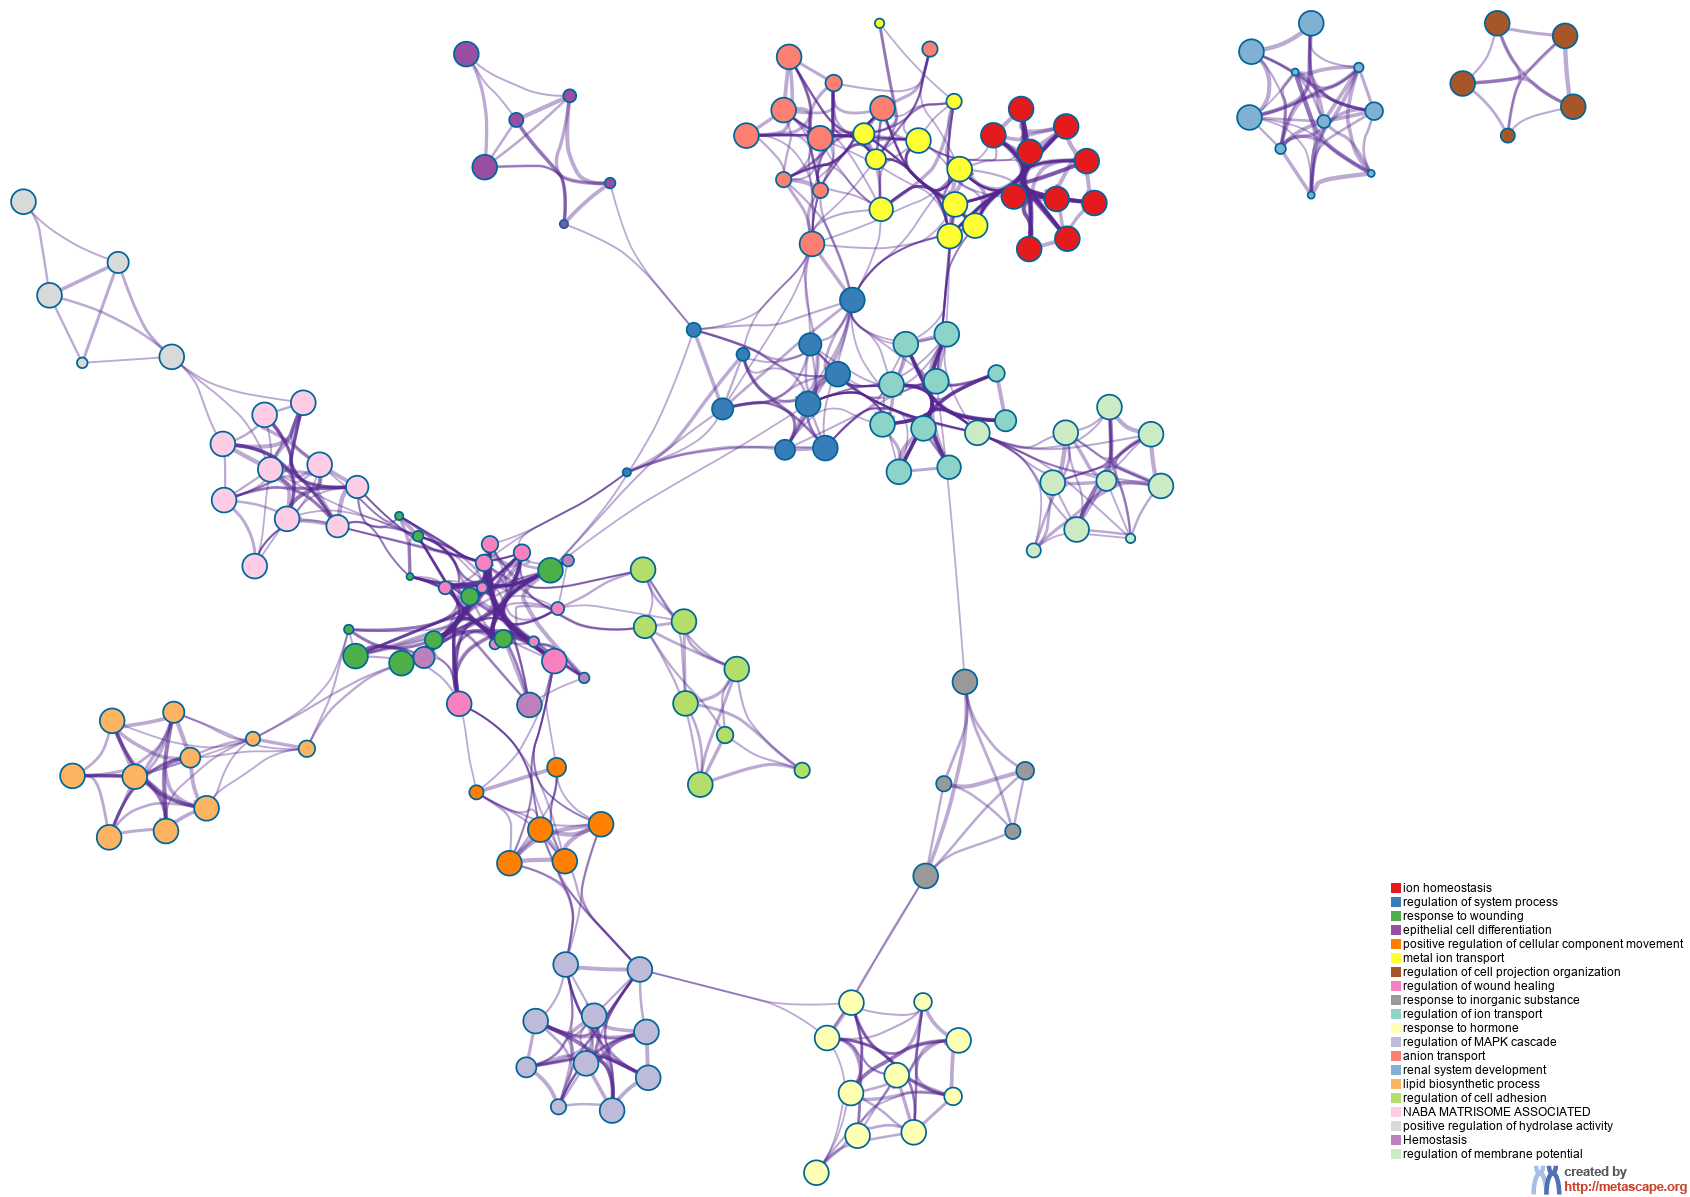 ion homeostasis
regulation of system process
response to wounding
epithelial cell differentiation
positive regulation of cellular component movement
metal ion transport
regulation of cell projection organization
regulation of wound healing
response to inorganic substance
regulation of ion transport
response to hormone
regulation of MAPK cascade
anion transport
renal system development
lipid biosynthetic process
regulation of cell adhesion
NABA MATRISOME ASSOCIATED
positive regulation of hydrolase activity
Hemostasis
regulation of membrane potential
created by
http://metascape.org